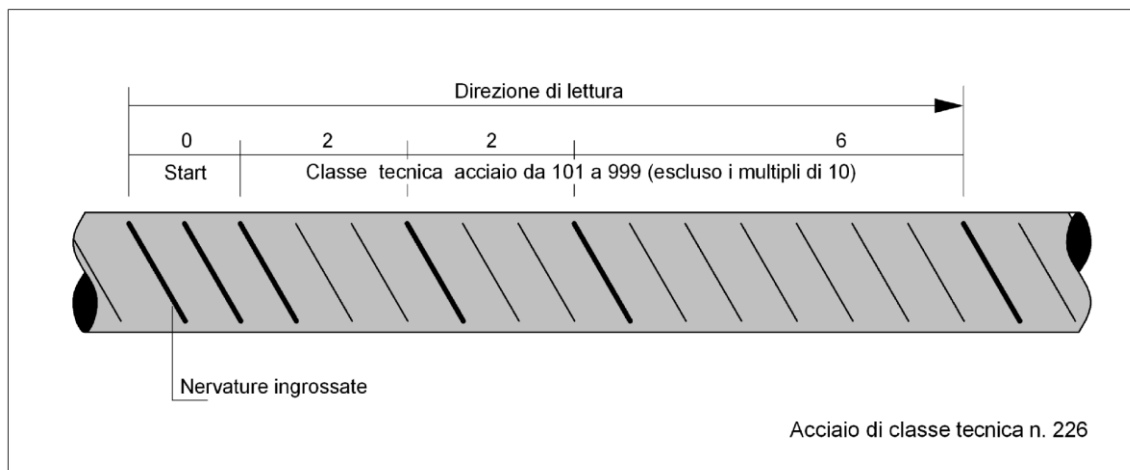 Direzione di lettura
0 2 2 6
Start Classe tecnica acciaio da 101 a 999 (escluso i multipli di 10)
Nervature ingrossate
Acciaio di classe tecnica n. 226